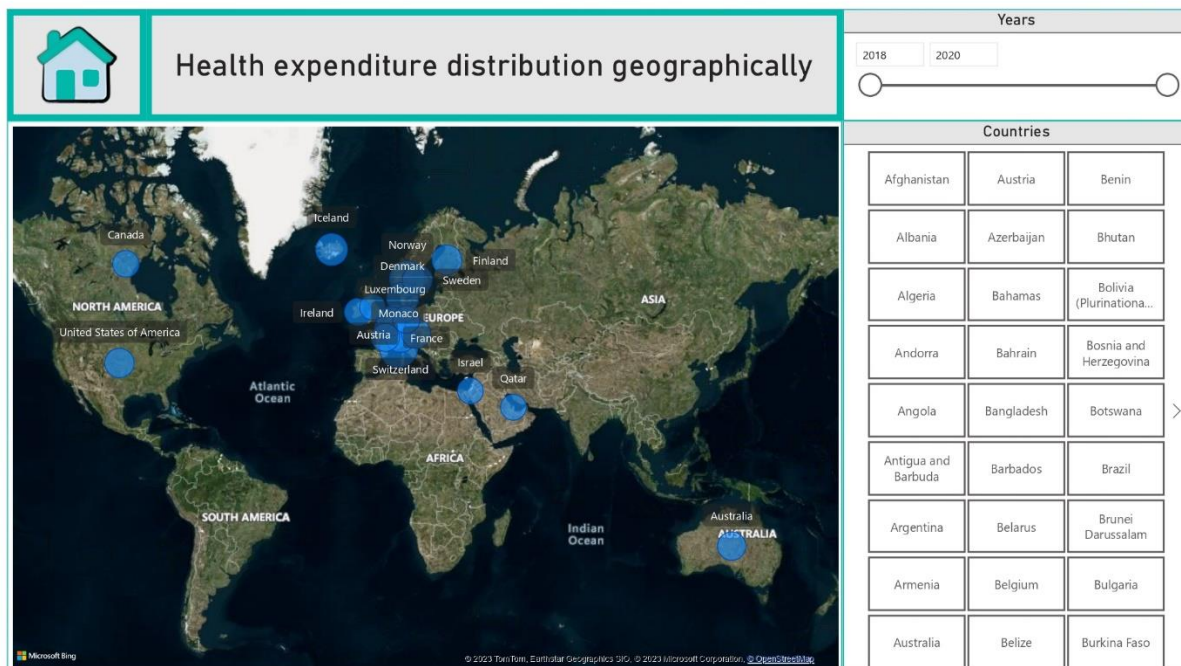 Health expenditure distribution geographically
Years
2018
2020
Canada
Iceland
Norway
Finland
Denmark
Sweden
Luxembourg
NORTH AMERICA
ASIA
Ireland
Monaco
EUROPE
United States of America
Austria
France
Israel
Switzerland
Qatar
Atlantic
Ocean
AFRICA
SOUTH AMERICA
Australia
Indian
Ocean
AUSTRALIA
Microsoft Bing
© 2023 TomTom, Earthstar Geographics SIO, © 2023 Microsoft Corporation, © OpenStreetMap
Countries
Afghanistan
Austria
Benin
Albania
Azerbaijan
Bhutan
Algeria
Bahamas
Bolivia
(Plurinationa...
Andorra
Bahrain
Bosnia and
Herzegovina
Angola
Bangladesh
Botswana
Antigua and
Barbuda
Barbados
Brazil
Argentina
Belarus
Brunei
Darussalam
Armenia
Belgium
Bulgaria
Australia
Belize
Burkina Faso